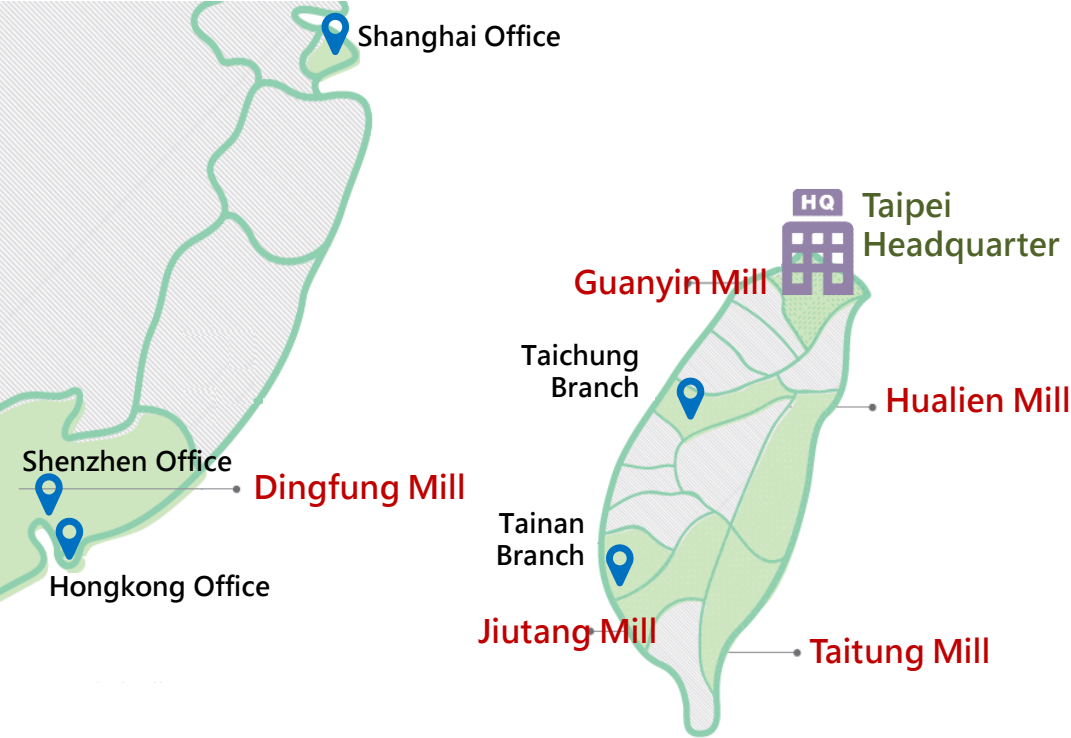 Shanghai Office
HQ
Taipei
Headquarter
Guanyin Mill
Taichung
Branch
Hualien Mill
Shenzhen Office
Dingfung Mill
Tainan
Branch
Hongkong Office
Jiutang Mill
Taitung Mill